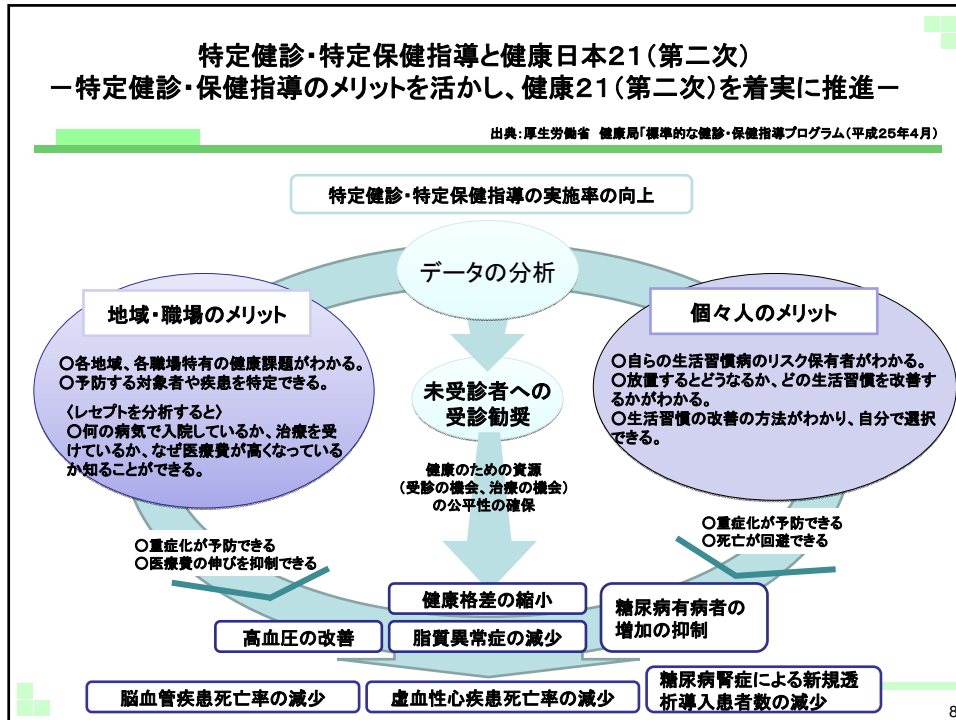 特定健診・特定保健指導と健康日本21(第二次)
－特定健診・保健指導のメリットを活かし、健康21(第二次)を着実に推進－
出典:厚生労働省 健康局「標準的な健診・保健指導プログラム(平成25年4月)
特定健診・特定保健指導の実施率の向上
データの分析
地域・職場のメリット
○各地域、各職場特有の健康課題がわかる。
○予防する対象者や疾患を特定できる。
〈レセプトを分析すると〉
○何の病気で入院しているか、治療を受
けているか、なぜ医療費が高くなっている
か知ることができる。
個々人のメリット
○自らの生活習慣病のリスク保有者がわかる。
○放置するとどうなるか、どの生活習慣を改善す
るかがわかる。
○生活習慣の改善の方法がわかり、自分で選択
できる。
未受診者への
受診勧奨
健康のための資源
(受診の機会、治療の機会)
の公平性の確保
○重症化が予防できる
○医療費の伸びを抑制できる
○重症化が予防できる
○死亡が回避できる
健康格差の縮小
高血圧の改善
脂質異常症の減少
糖尿病有病者の
増加の抑制
脳血管疾患死亡率の減少
虚血性心疾患死亡率の減少
糖尿病腎症による新規透
析導入患者数の減少
8